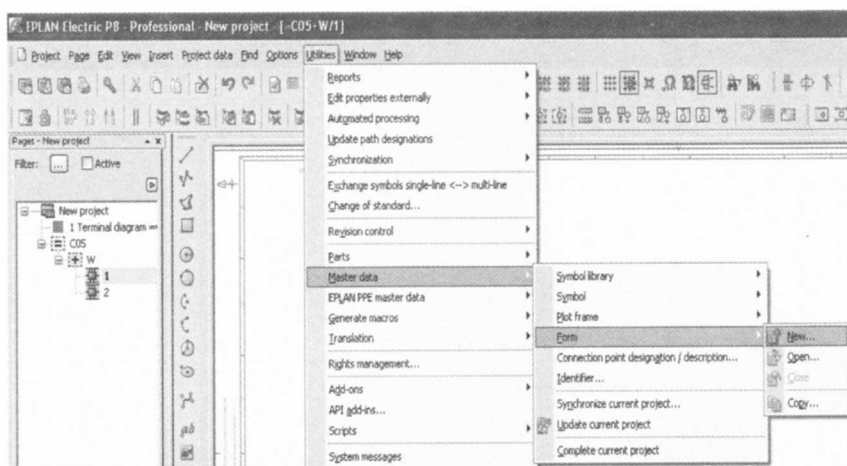 EPLAN Electric P8 - Professional - New project - [-C05+W/1]
Project Page Edit View Insert Project data Find Options Utilities Window Help
Pages - New project
Filter: ... Active
New project
1 Terminal diagram
C05
W
1
2
Reports
Edit properties externally
Automated processing
Update path designations
Synchronization
Exchange symbols single-line <--> multi-line
Change of standard...
Revision control
Parts
Master data
EPLAN PPE master data
Generate macros
Translation
Rights management...
Add-ons
API add-ins...
Scripts
System messages
Symbol library
Symbol
Plot frame
Form
Connection point designation / description...
Identifier...
Synchronize current project...
Update current project
Complete current project
New...
Open...
Close
Copy...